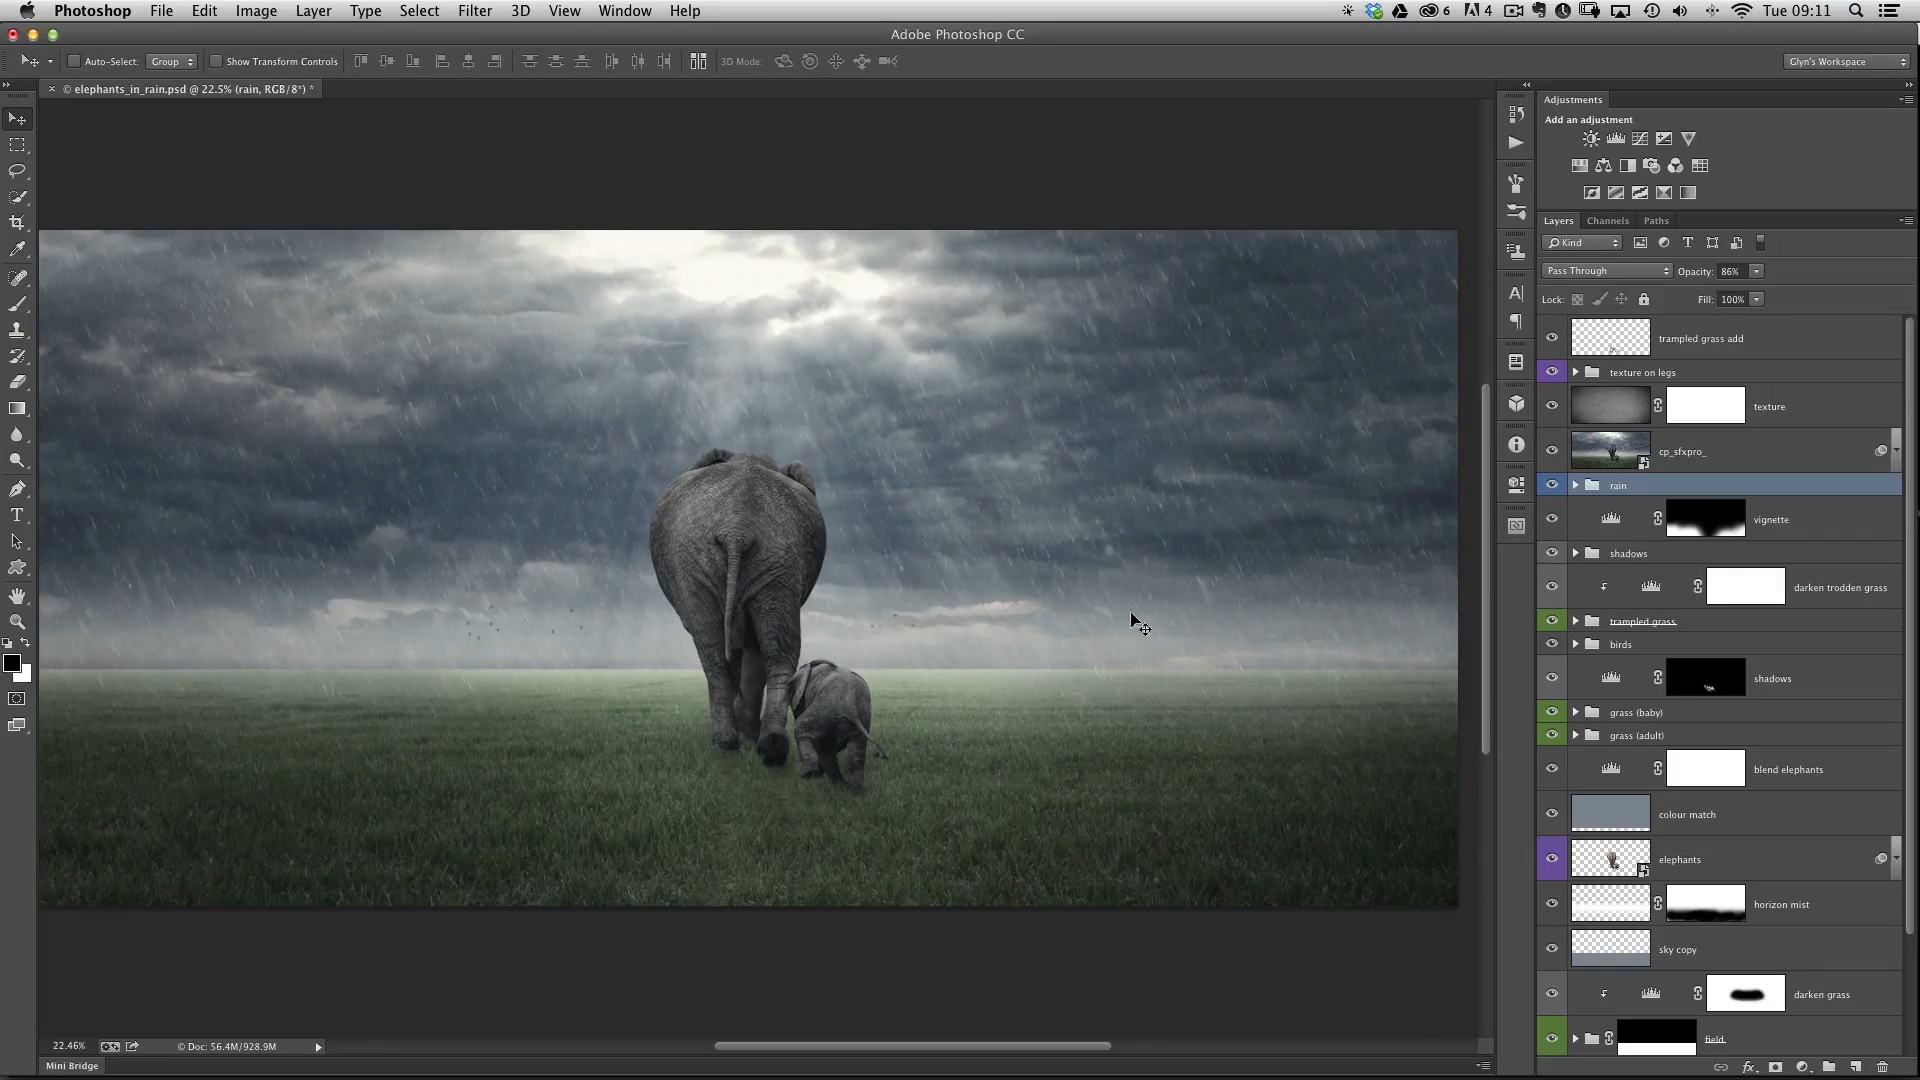 Photoshop File Edit Image Layer Type Select Filter 3D View Window Help 6 4 Tue 09:11
Adobe Photoshop CC
Auto-Select: Group Show Transform Controls 3D Mode: Glyn's Workspace
× © elephants_in_rain.psd @ 22.5% (rain, RGB/8*) *
Adjustments
Add an adjustment
Layers Channels Paths
Kind
Pass Through Opacity: 86%
Lock: Fill: 100%
trampled grass add
texture on legs
texture
cp_sfxpro_
rain
vignette
shadows
darken trodden grass
trampled grass
birds
shadows
grass (baby)
grass (adult)
blend elephants
colour match
elephants
horizon mist
sky copy
darken grass
field
22.46% © Doc: 56.4M/928.9M
Mini Bridge